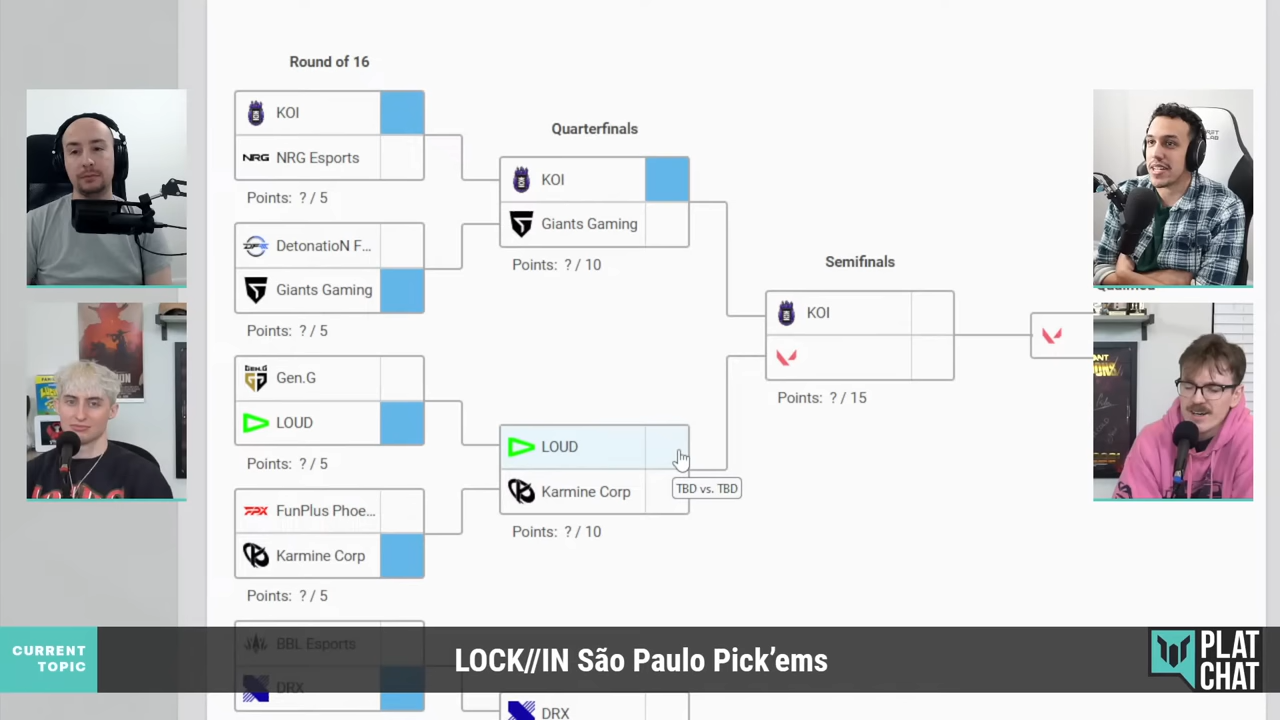 Round of 16
KOI
NRG Esports
Points: ? / 5
DetonatioN F...
Giants Gaming
Points: ? / 5
Gen.G
LOUD
Points: ? / 5
FunPlus Phoe...
Karmine Corp
Points: ? / 5
BBL Esports
DRX
Quarterfinals
KOI
Giants Gaming
Points: ? / 10
LOUD
Karmine Corp
TBD vs. TBD
Points: ? / 10
DRX
Semifinals
KOI
Points: ? / 15
Qualified
CURRENT
TOPIC
LOCK//IN São Paulo Pick’ems
PLAT
CHAT